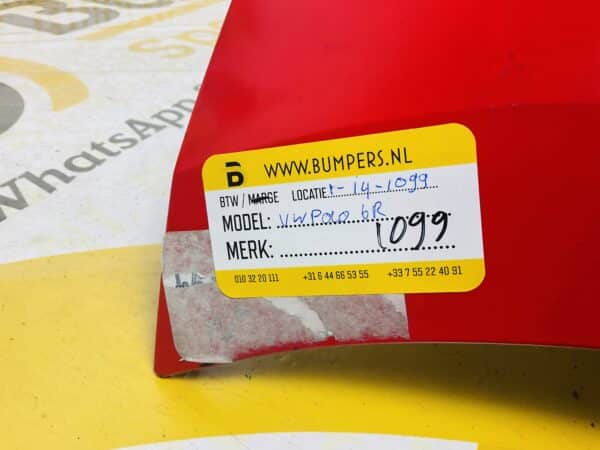 WhatsApp
WWW.BUMPERS.NL
BTW / MARGE LOCATIE: 1-14-1099
MODEL: VW Polo 6R
MERK: 1099
010 32 20 111 +31 6 44 66 53 55 +33 7 55 22 40 91